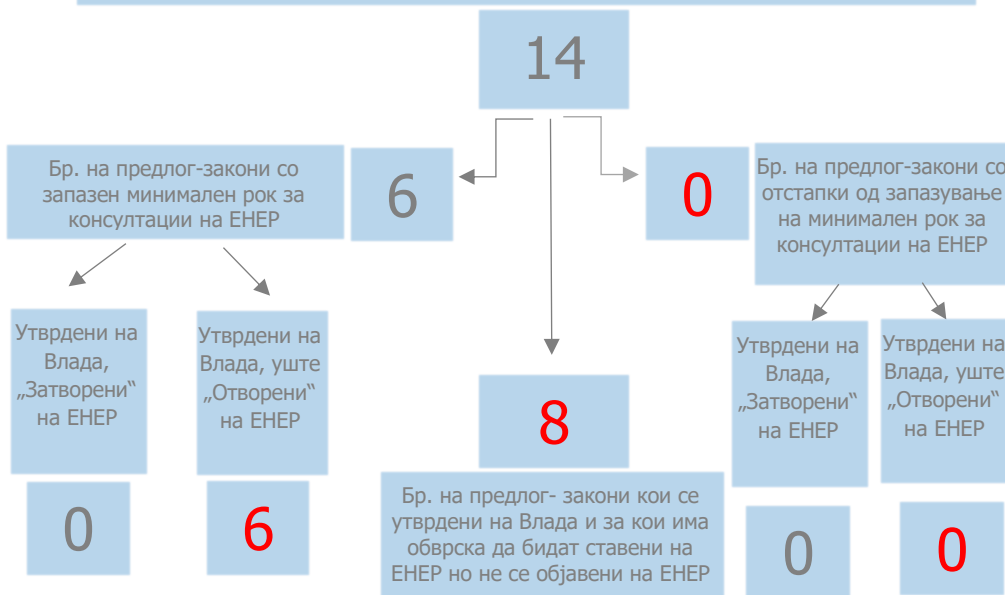 14
Бр. на предлог-закони со
запазен минимален рок за
консултации на ЕНЕР
6
0
Бр. на предлог-закони со
отстапки од запазување
на минимален рок за
консултации на ЕНЕР
Утврдени на
Влада,
„Затворени“
на ЕНЕР
Утврдени на
Влада, уште
„Отворени“
на ЕНЕР
0
6
8
Бр. на предлог- закони кои се
утврдени на Влада и за кои има
обврска да бидат ставени на
ЕНЕР но не се објавени на ЕНЕР
Утврдени на
Влада,
„Затворени“
на ЕНЕР
Утврдени на
Влада, уште
„Отворени“
на ЕНЕР
0
0